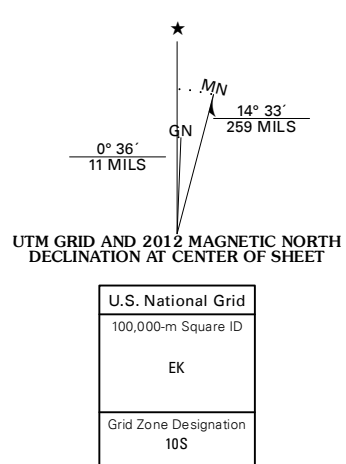 MN
14° 33´
259 MILS
GN
0° 36´
11 MILS
UTM GRID AND 2012 MAGNETIC NORTH
DECLINATION AT CENTER OF SHEET
U.S. National Grid
100,000-m Square ID
EK
Grid Zone Designation
10S